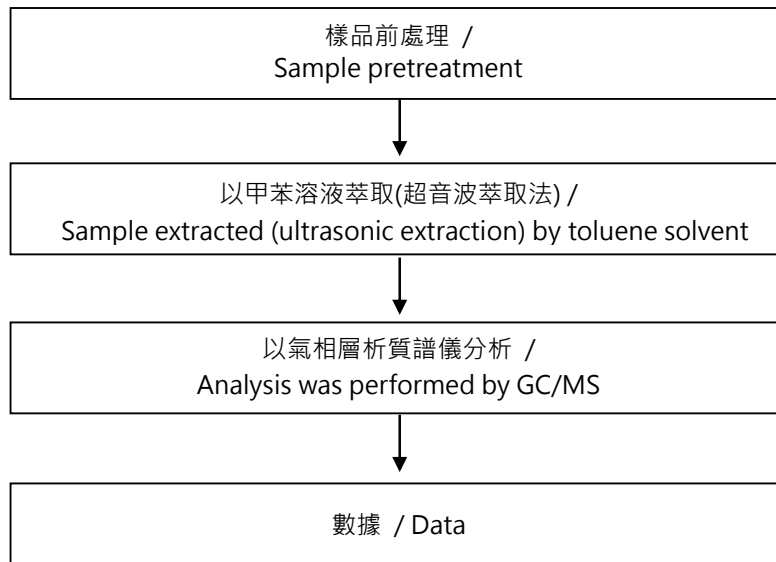 樣品前處理 /
Sample pretreatment
以甲苯溶液萃取(超音波萃取法) /
Sample extracted (ultrasonic extraction) by toluene solvent
以氣相層析質譜儀分析 /
Analysis was performed by GC/MS
數據 / Data